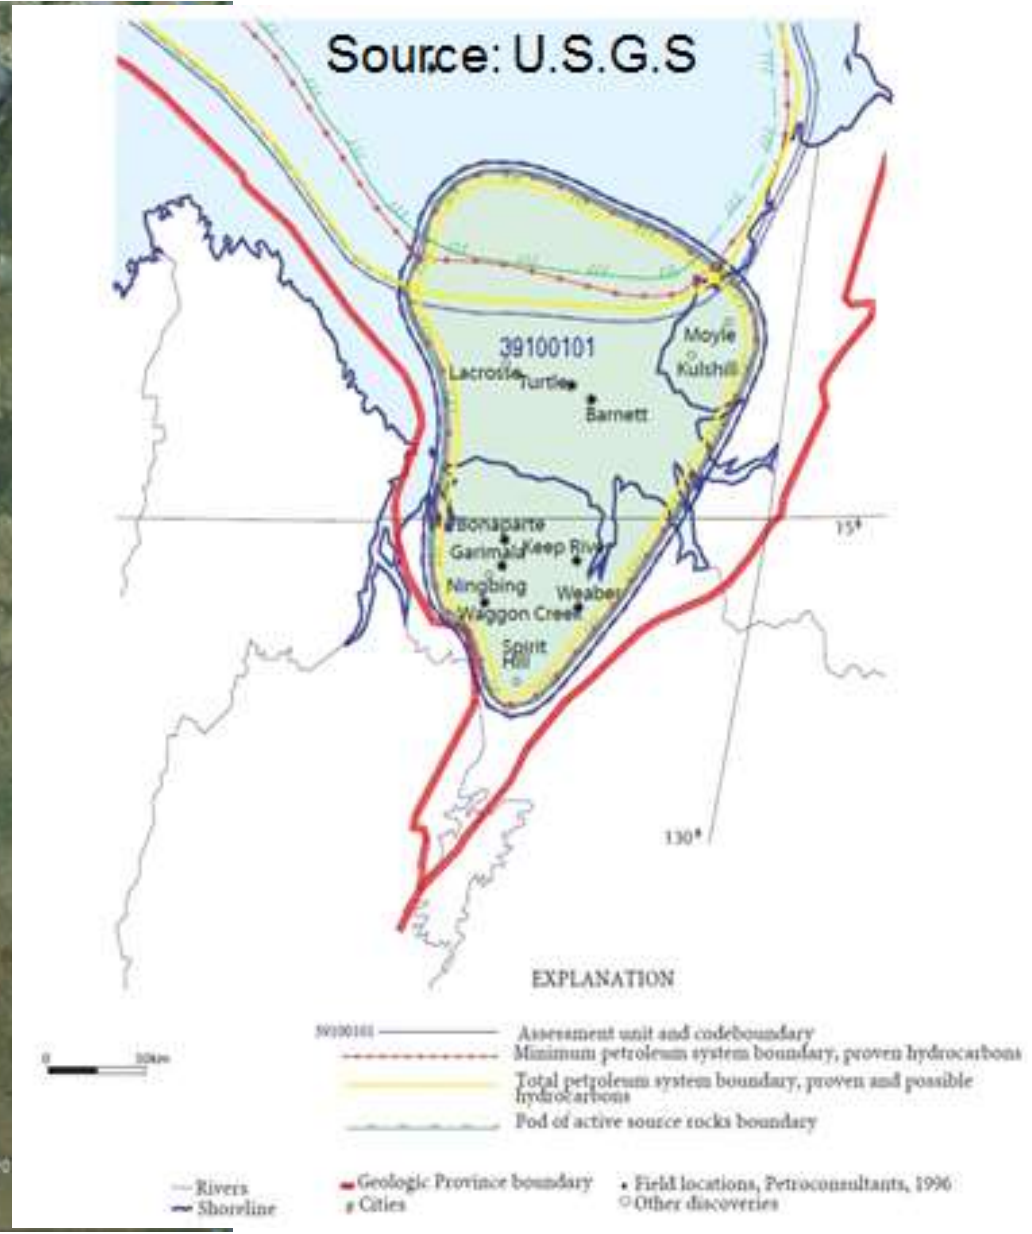 Source: U.S.G.S
Moyle
39100101
Kulshill
Lacrosse
Turtle
Barnett
Bonaparte
15°
Garimala
Keep River
Ningbing
Weaber
Waggon Creek
Spirit
Hill
130°
EXPLANATION
39100101 Assessment unit and codeboundary
Minimum petroleum system boundary, proven hydrocarbons
Total petroleum system boundary, proven and possible
hydrocarbons
Pod of active source rocks boundary
Rivers
Shoreline
Geologic Province boundary
Cities
Field locations, Petroconsultants, 1996
Other discoveries